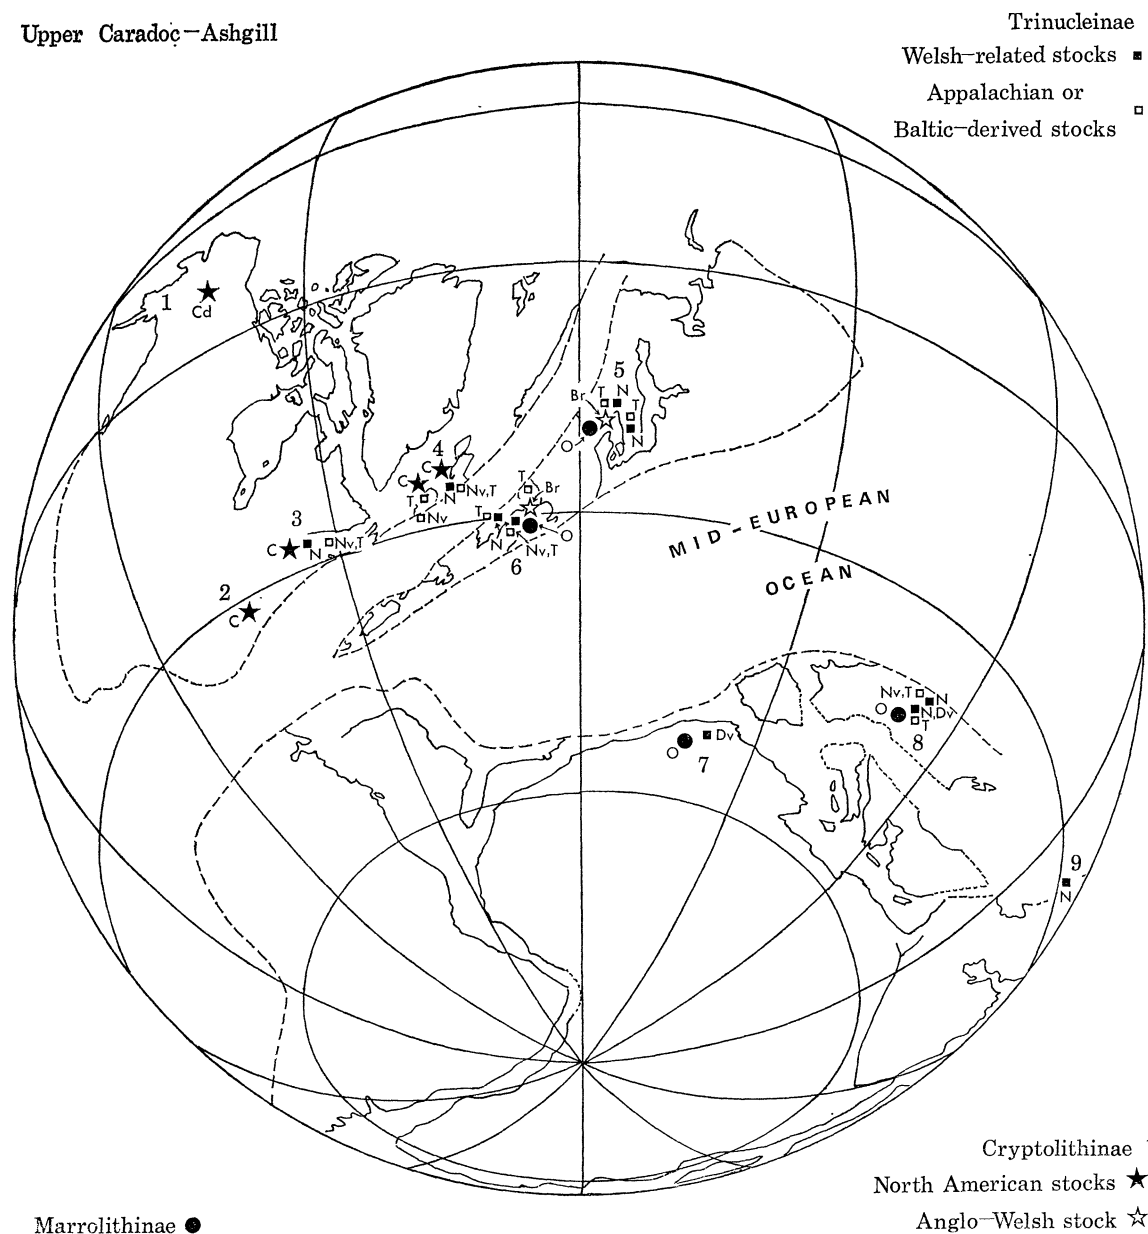 Upper Caradoc—Ashgill
Trinucleinae
Welsh—related stocks
Appalachian or
Baltic—derived stocks
1
Cd
5
Br
T
N
T
N
O
4
C
C
T
N
Nv,T
Nv
T
Br
3
C
N
Nv,T
T
N
Nv,T
O
6
2
C
MID-EUROPEAN
OCEAN
Nv,T
N
O
N,Dv
T
8
Dv
O
7
9
N
Cryptolithinae
North American stocks
Anglo—Welsh stock
Marrolithinae